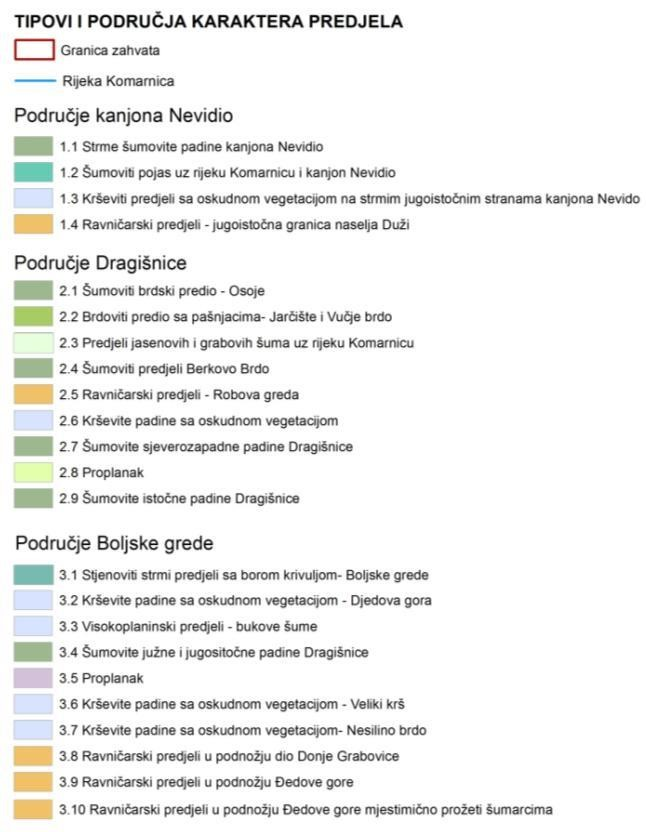 TIPOVI I PODRUČJA KARAKTERA PREDJELA
Granica zahvata
Rijeka Komarnica
Područje kanjona Nevidio
1.1 Strme šumovite padine kanjona Nevidio
1.2 Šumoviti pojas uz rijeku Komarnicu i kanjon Nevidio
1.3 Krševiti predjeli sa oskudnom vegetacijom na strmim jugoistočnim stranama kanjona Nevido
1.4 Ravničarski predjeli - jugoistočna granica naselja Duži
Područje Dragišnice
2.1 Šumoviti brdski predio - Osoje
2.2 Brdoviti predio sa pašnjacima- Jarčište i Vučje brdo
2.3 Predjeli jasenovih i grabovih šuma uz rijeku Komarnicu
2.4 Šumoviti predjeli Berkovo Brdo
2.5 Ravničarski predjeli - Robova greda
2.6 Krševite padine sa oskudnom vegetacijom
2.7 Šumovite sjeverozapadne padine Dragišnice
2.8 Proplanak
2.9 Šumovite istočne padine Dragišnice
Područje Boljske grede
3.1 Stjenoviti strmi predjeli sa borom krivuljom- Boljske grede
3.2 Krševite padine sa oskudnom vegetacijom - Djedova gora
3.3 Visokoplaninski predjeli - bukove šume
3.4 Šumovite južne i jugositočne padine Dragišnice
3.5 Proplanak
3.6 Krševite padine sa oskudnom vegetacijom - Veliki krš
3.7 Krševite padine sa oskudnom vegetacijom- Nesilino brdo
3.8 Ravničarski predjeli u podnožju dio Donje Grabovice
3.9 Ravničarski predjeli u podnožju Đedove gore
3.10 Ravničarski predjeli u podnožju Đedove gore mjestimično prožeti šumarcima